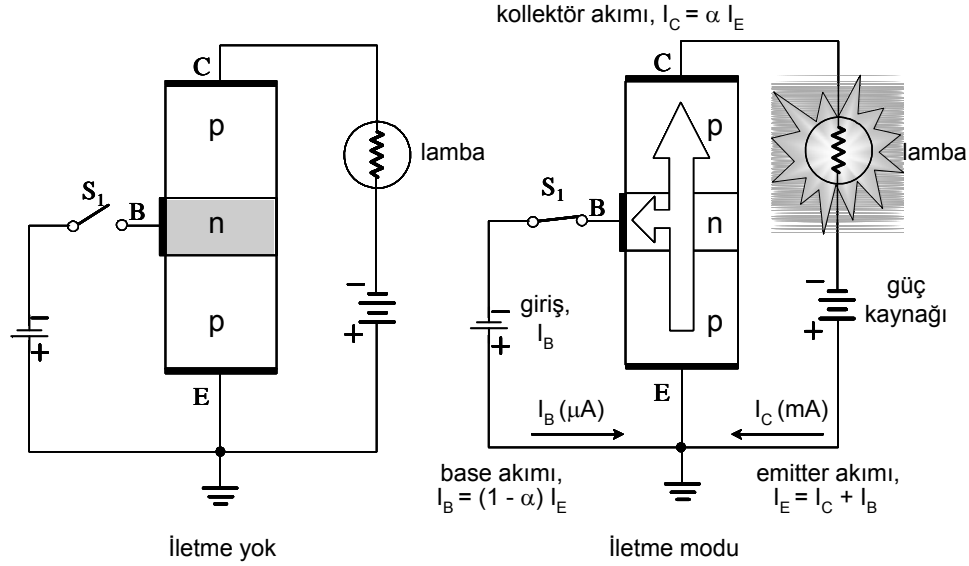 kollektör akımı, I_C = α I_E
C
p
lamba
S₁
B
n
p
E
−
+
−
+
İletme yok
C
p
lamba
S₁
B
n
giriş,
I_B
p
güç
kaynağı
E
−
+
−
+
I_B (μA)
I_C (mA)
base akımı,
I_B = (1 - α) I_E
emitter akımı,
I_E = I_C + I_B
İletme modu